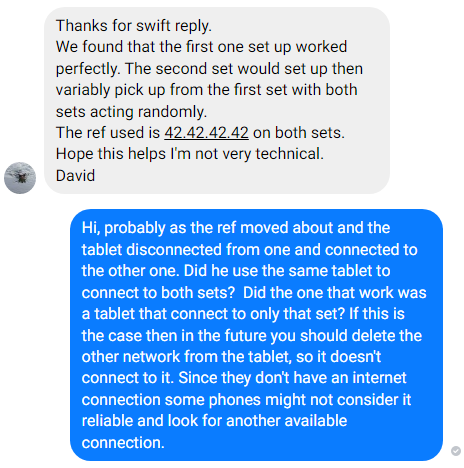 Thanks for swift reply.
We found that the first one set up worked
perfectly. The second set would set up then
variably pick up from the first set with both
sets acting randomly.
The ref used is 42.42.42.42 on both sets.
Hope this helps I'm not very technical.
David
Hi, probably as the ref moved about and the
tablet disconnected from one and connected to
the other one. Did he use the same tablet to
connect to both sets?  Did the one that work was
a tablet that connect to only that set? If this is
the case then in the future you should delete the
other network from the tablet, so it doesn't
connect to it. Since they don't have an internet
connection some phones might not consider it
reliable and look for another available
connection.